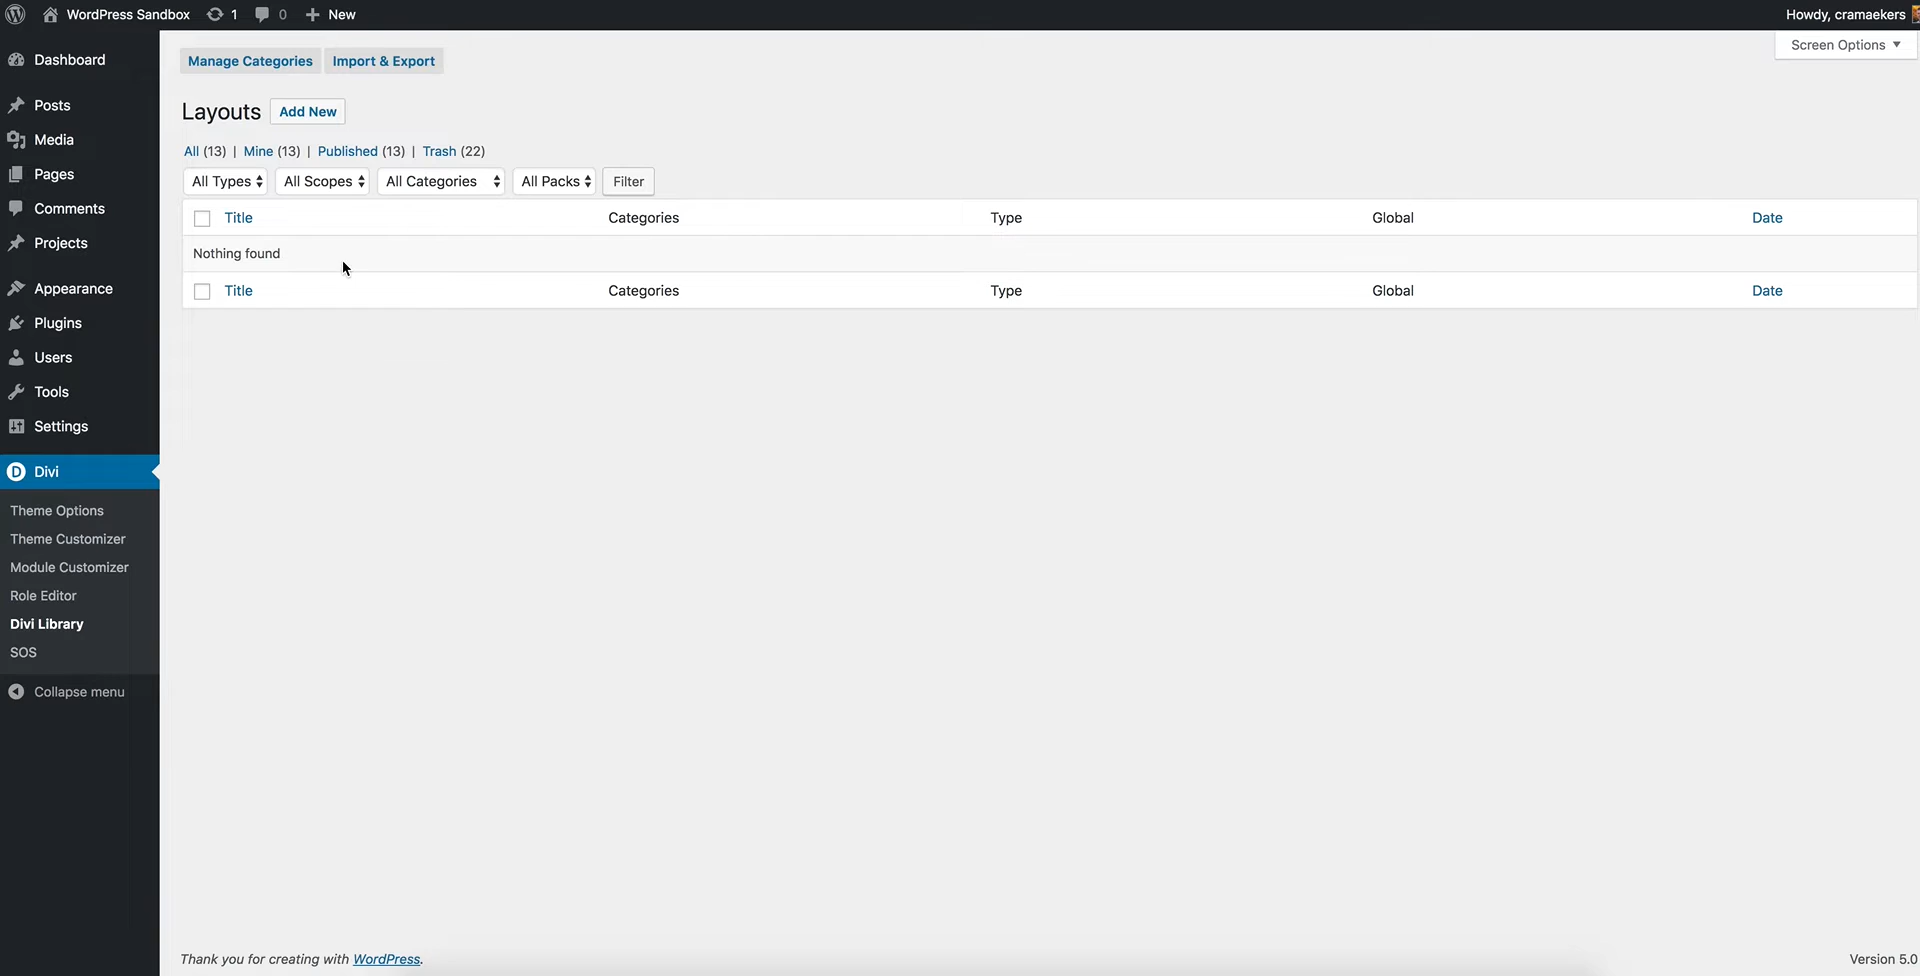 WordPress Sandbox 1 0 New Howdy, cramaekers
Screen Options
Dashboard
Posts
Media
Pages
Comments
Projects
Appearance
Plugins
Users
Tools
Settings
Divi
Theme Options
Theme Customizer
Module Customizer
Role Editor
Divi Library
SOS
Collapse menu
Manage Categories Import & Export
Layouts Add New
All (13) | Mine (13) | Published (13) | Trash (22)
All Types All Scopes All Categories All Packs Filter
Title Categories Type Global Date
Nothing found
Title Categories Type Global Date
Thank you for creating with WordPress. Version 5.0